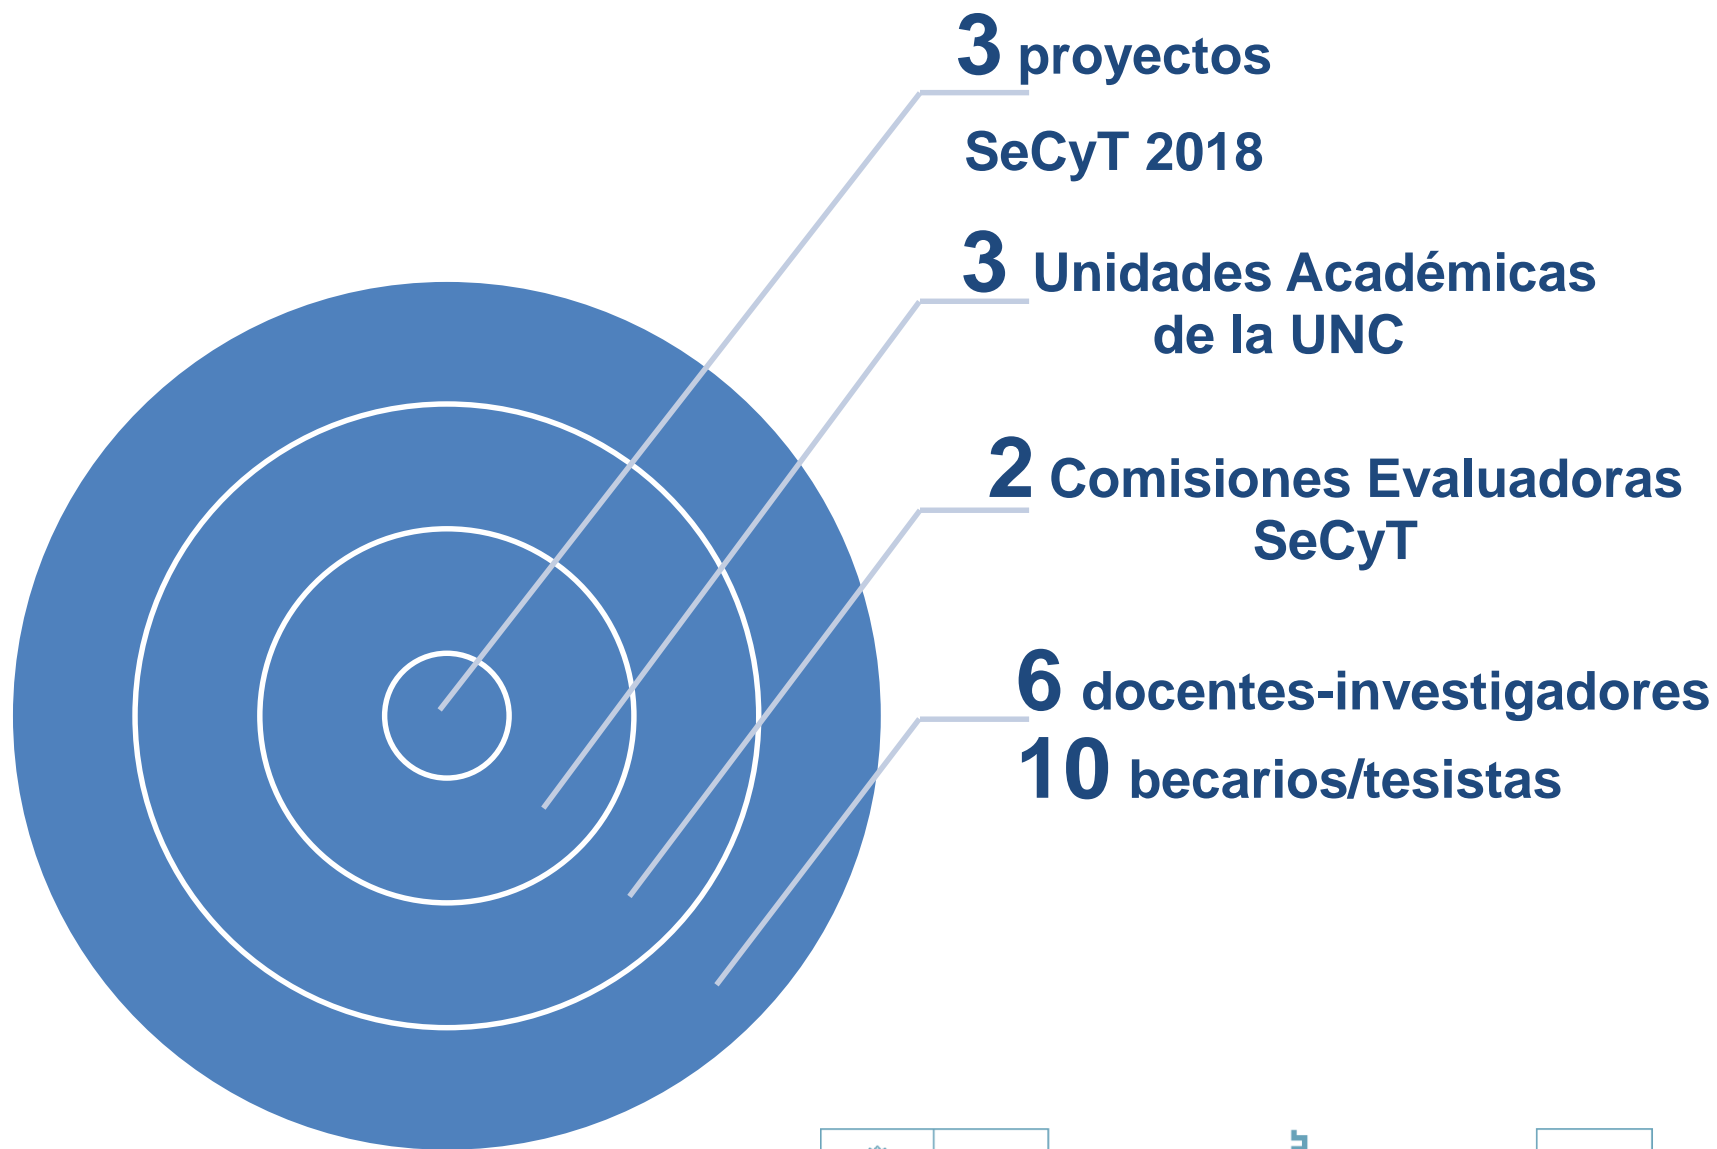 3 proyectos
SeCyT 2018
3 Unidades Académicas
de la UNC
2 Comisiones Evaluadoras
SeCyT
6 docentes-investigadores
10 becarios/tesistas